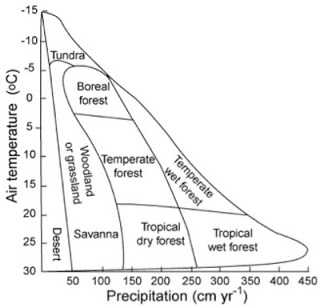 -15
-10
-5
0
5
10
15
20
25
30
Air temperature (oC)
Tundra
Boreal
forest
Woodland
or grassland
Temperate
forest
Temperate
wet forest
Desert
Savanna
Tropical
dry forest
Tropical
wet forest
50 100 150 200 250 300 350 400 450
Precipitation (cm yr-1)